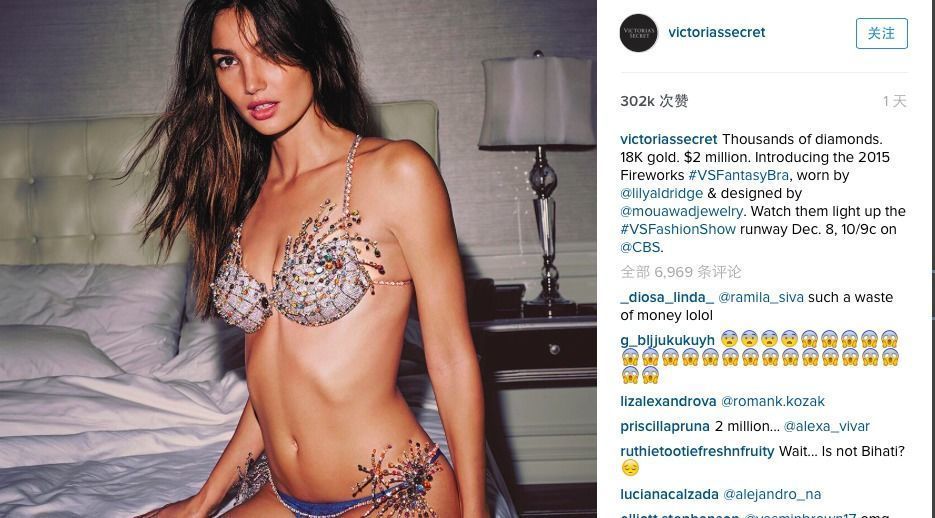 VICTORIA'S
SECRET
victoriassecret
关注
302k 次赞
1 天
victoriassecret Thousands of diamonds.
18K gold. $2 million. Introducing the 2015
Fireworks #VSFantasyBra, worn by
@lilyaldridge & designed by
@mouawadjewelry. Watch them light up the
#VSFashionShow runway Dec. 8, 10/9c on
@CBS.
全部 6,969 条评论
_diosa_linda_ @ramila_siva such a waste
of money lolol
g_bljjukukuyh 😨😨😨😨😱😱😱😱😱
😱😱😱😱😱😱😱😱😱😱😱😱😱😱
😱😱
lizalexandrova @romank.kozak
priscillapruna 2 million... @alexa_vivar
ruthietootiefreshnfruity Wait... Is not Bihati?
😔
lucianacalzada @alejandro_na